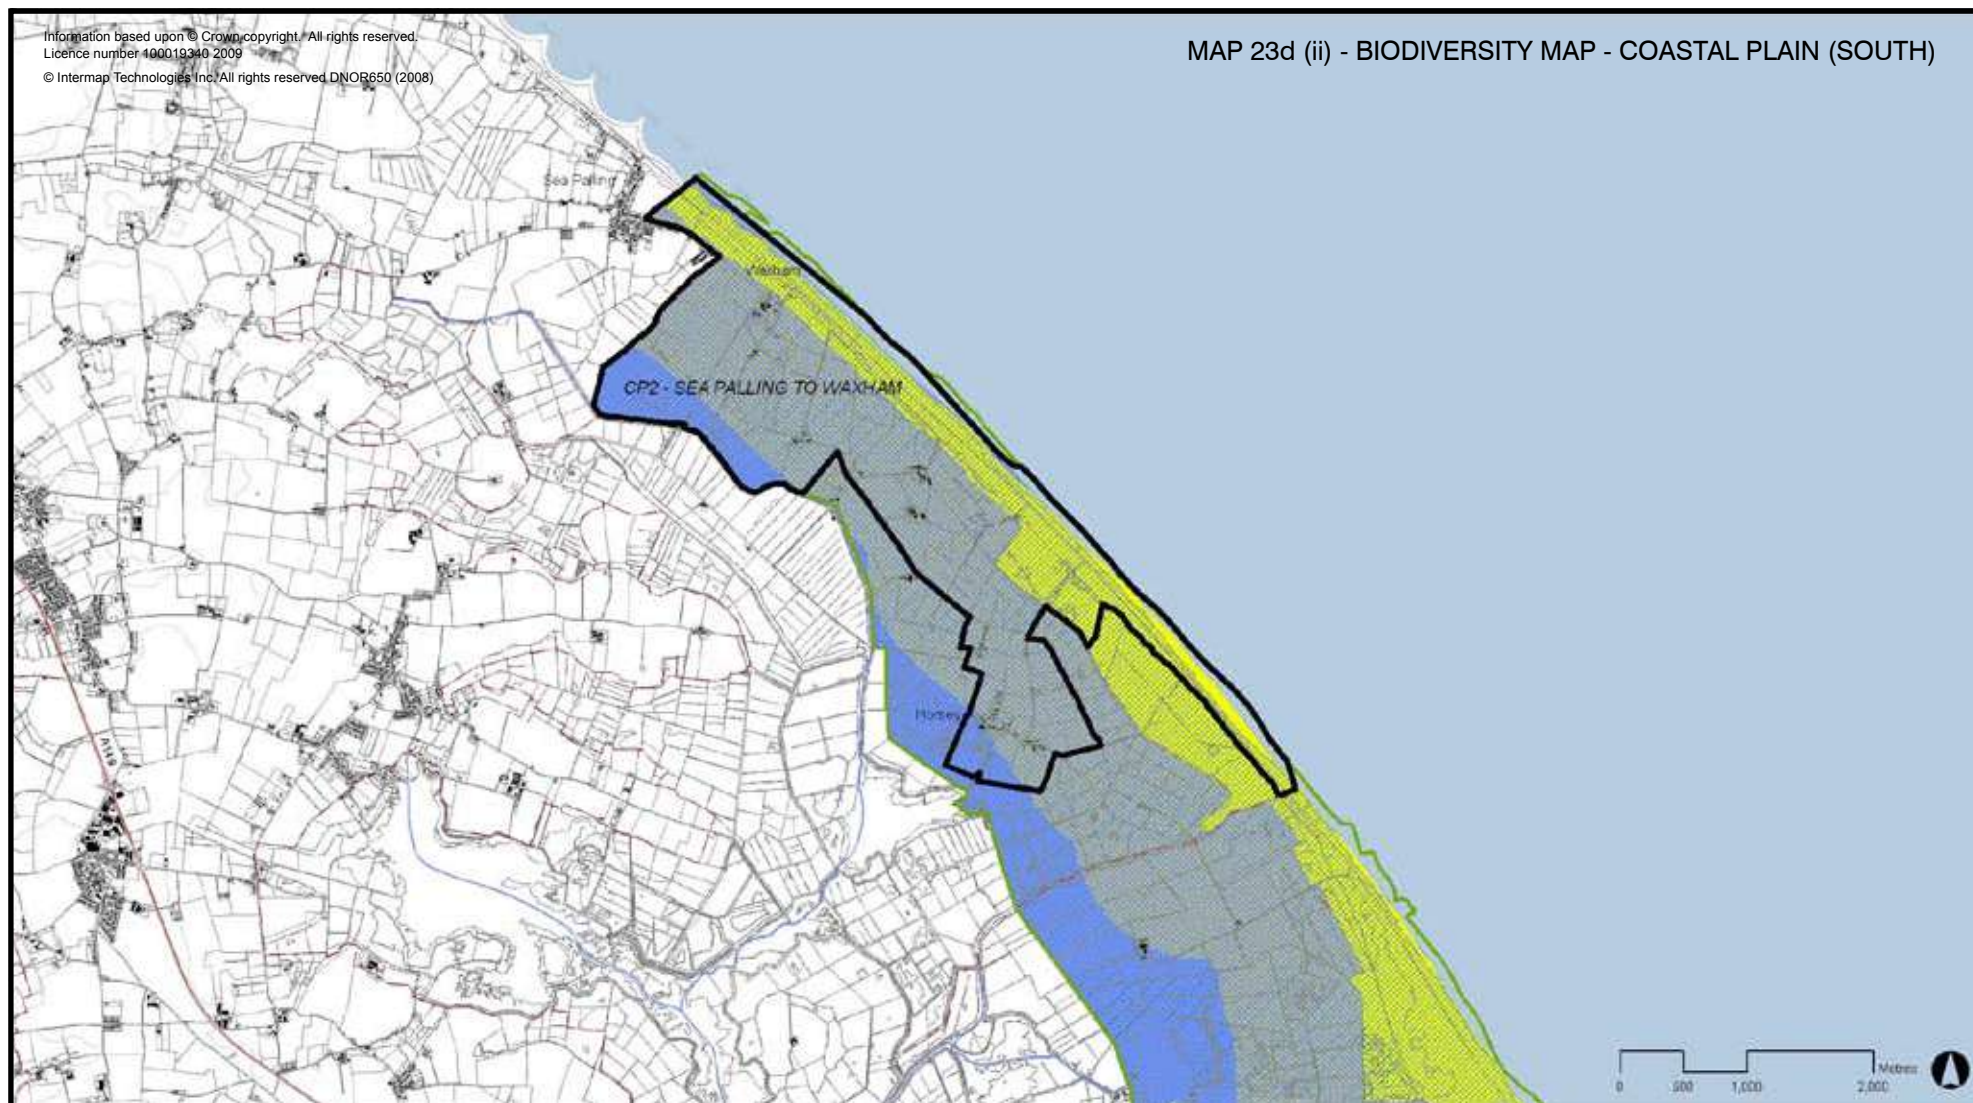 Information based upon © Crown copyright. All rights reserved.
Licence number 100019340 2009
© Intermap Technologies Inc. All rights reserved DNOR650 (2008)
MAP 23d (ii) - BIODIVERSITY MAP - COASTAL PLAIN (SOUTH)
Sea Palling
Waxham
CP2 - SEA PALLING TO WAXHAM
Horsey
A149
Metres
0 500 1,000 2,000